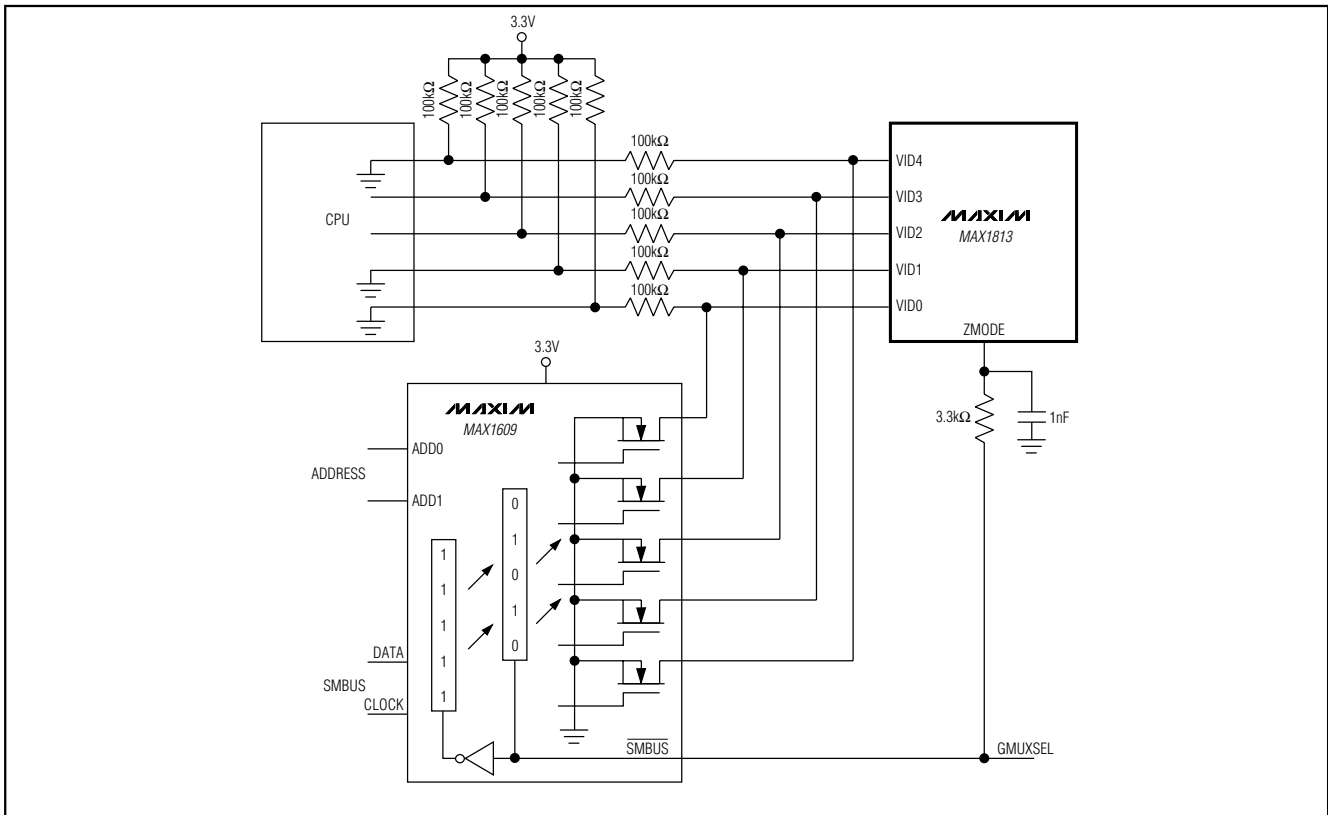 3.3V
100kΩ
100kΩ
100kΩ
100kΩ
100kΩ
CPU
100kΩ
100kΩ
100kΩ
100kΩ
100kΩ
VID4
VID3
VID2
VID1
VID0
MAXIM
MAX1813
ZMODE
3.3kΩ
1nF
3.3V
MAXIM
MAX1609
ADD0
ADDRESS
ADD1
0
1
0
1
0
1
1
1
1
1
DATA
SMBUS
CLOCK
SMBUS
GMUXSEL